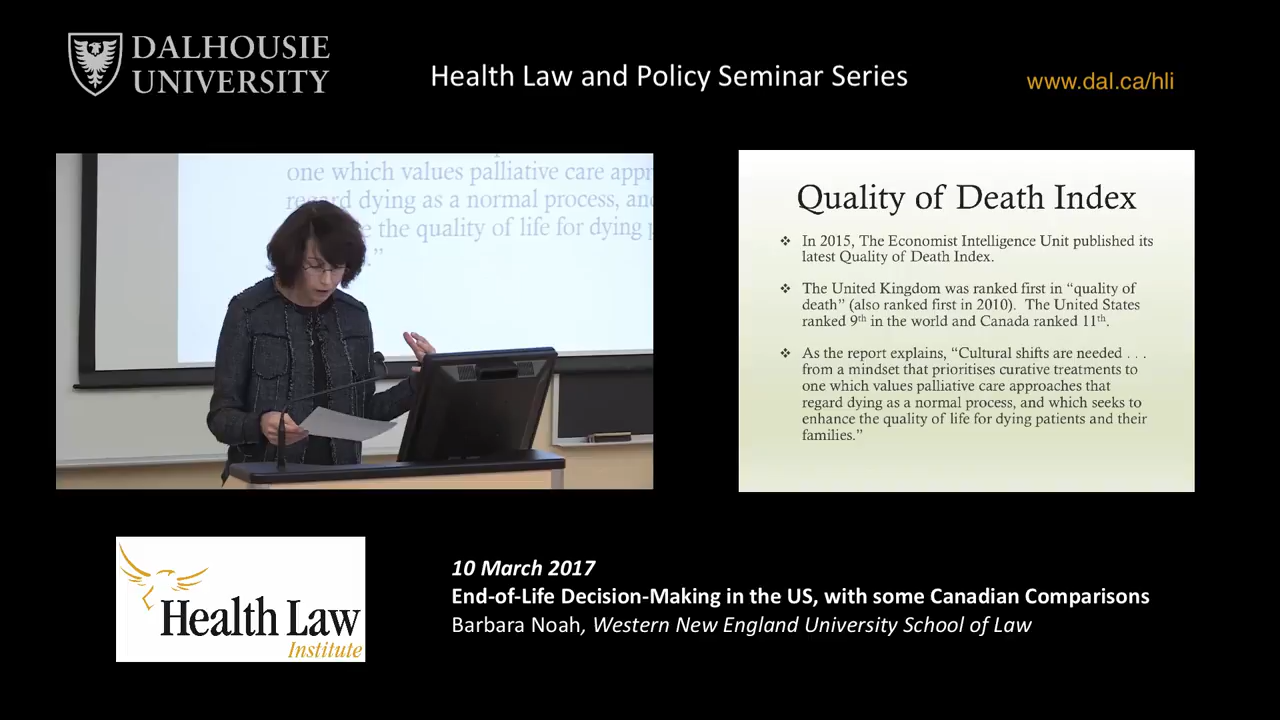 DALHOUSIE
UNIVERSITY
Health Law and Policy Seminar Series
www.dal.ca/hli
one which values palliative care appr
regard dying as a normal process, an
e the quality of life for dying
.”
Quality of Death Index
❖ In 2015, The Economist Intelligence Unit published its
latest Quality of Death Index.
❖ The United Kingdom was ranked first in “quality of
death” (also ranked first in 2010). The United States
ranked 9th in the world and Canada ranked 11th.
❖ As the report explains, “Cultural shifts are needed . . .
from a mindset that prioritises curative treatments to
one which values palliative care approaches that
regard dying as a normal process, and which seeks to
enhance the quality of life for dying patients and their
families.”
Health Law
Institute
10 March 2017
End-of-Life Decision-Making in the US, with some Canadian Comparisons
Barbara Noah, Western New England University School of Law